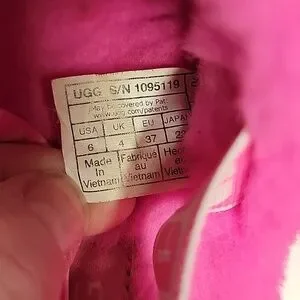 UGG S/N 1095119
May be covered by Pat.
www.ugg.com/patents
USA UK EU JAPAN
6 4 37
Made Fabriqué
In au
Vietnam Vietnam